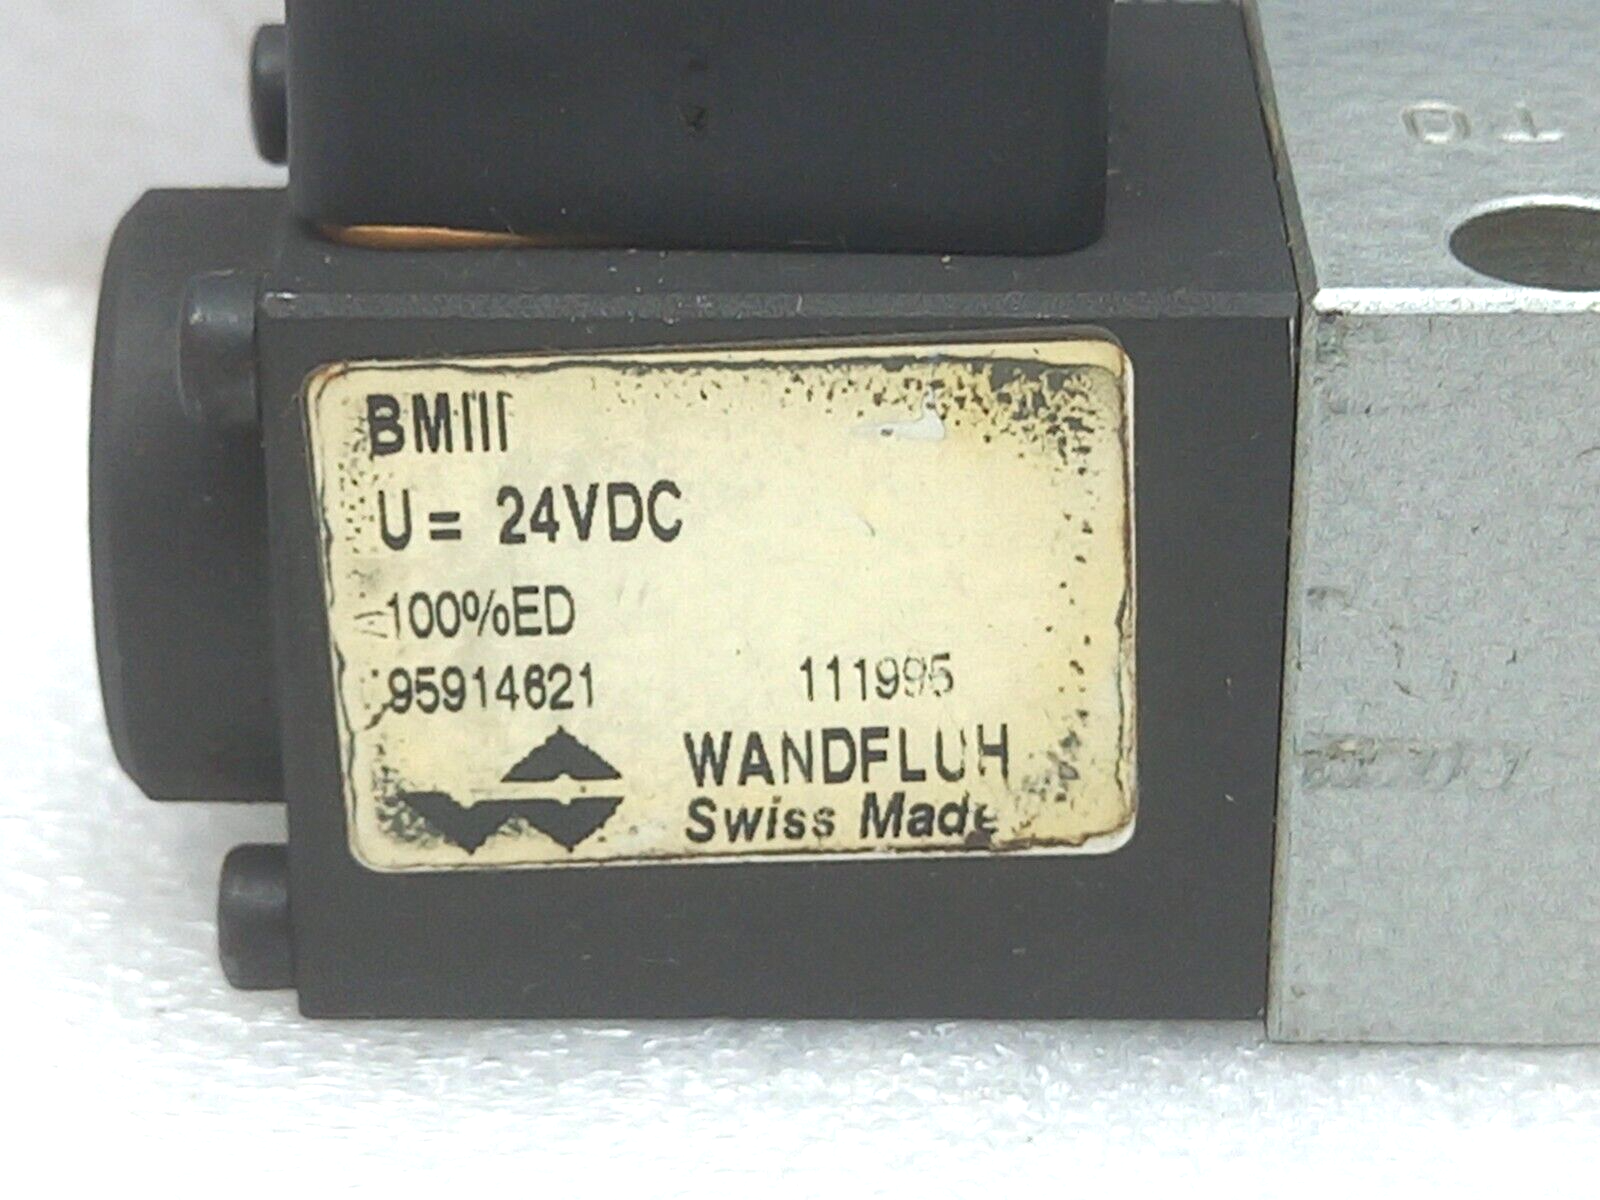 BMIII
U= 24VDC
100%ED
95914621 111995
WANDFLUH
Swiss Made